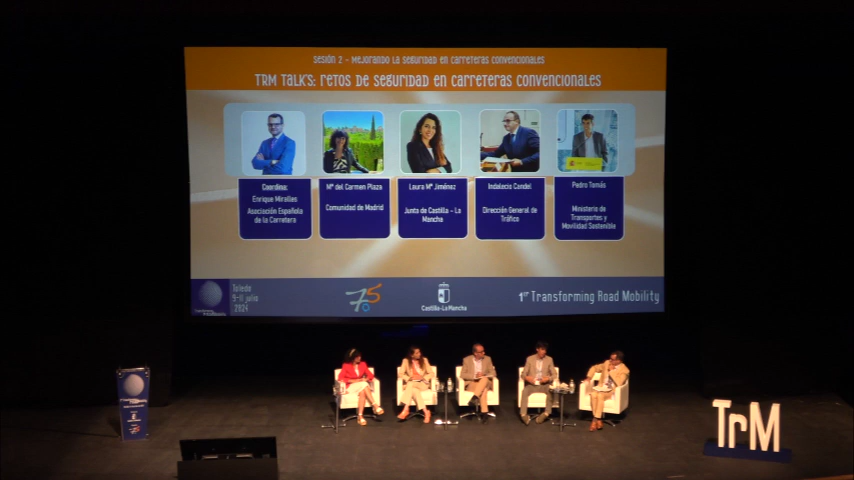 Sesión 2 - Mejorando la seguridad en carreteras convencionales
TRM TALK'S: RETOS DE SEGURIDAD EN CARRETERAS CONVENCIONALES
Coordina:
Enrique Miralles
Asociación Española
de la Carretera
Mª del Carmen Plaza
Comunidad de Madrid
Laura Mª Jiménez
Junta de Castilla - La
Mancha
Indalecio Candel
Dirección General de
Tráfico
Pedro Tomás
Ministerio de
Transportes y
Movilidad Sostenible
Toledo
9-11 julio
2024
75
Castilla-La Mancha
1st Transforming Road Mobility
TrM